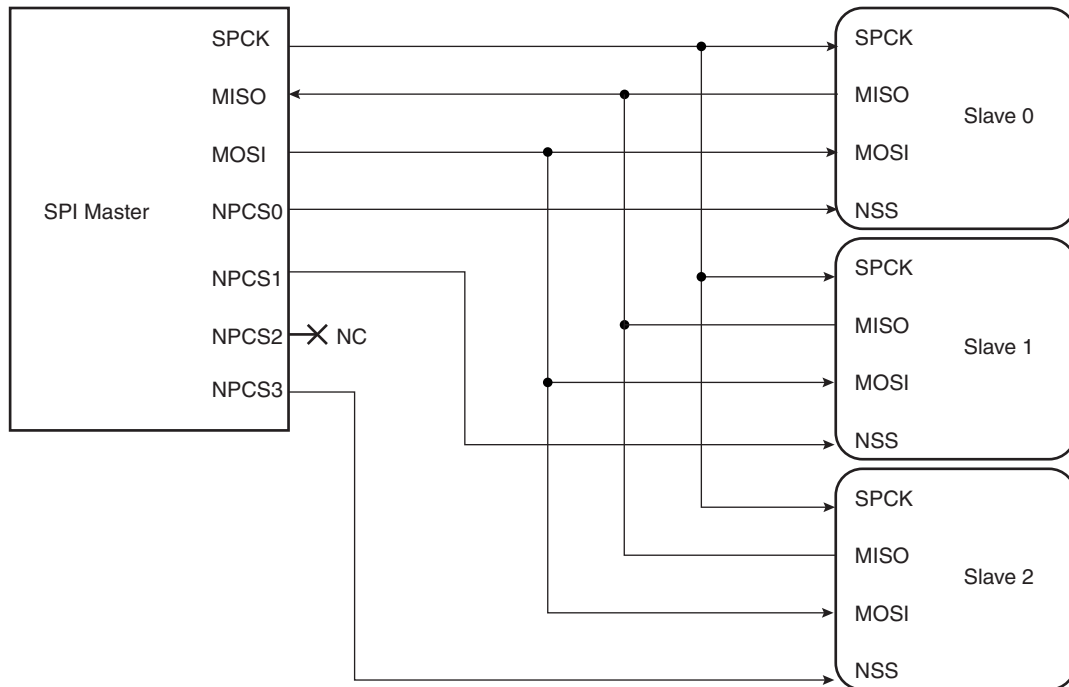 SPI Master
SPCK
MISO
MOSI
NPCS0
NPCS1
NPCS2
NC
NPCS3
SPCK
MISO
Slave 0
MOSI
NSS
SPCK
MISO
Slave 1
MOSI
NSS
SPCK
MISO
Slave 2
MOSI
NSS